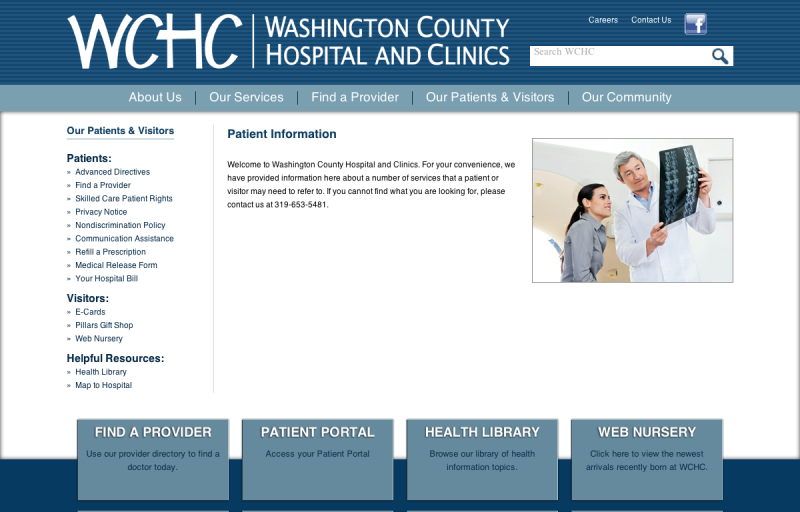 WCHC
WASHINGTON COUNTY
HOSPITAL AND CLINICS
Careers
Contact Us
f
Search WCHC
About Us
Our Services
Find a Provider
Our Patients & Visitors
Our Community
Our Patients & Visitors
Patients:
» Advanced Directives
» Find a Provider
» Skilled Care Patient Rights
» Privacy Notice
» Nondiscrimination Policy
» Communication Assistance
» Refill a Prescription
» Medical Release Form
» Your Hospital Bill
Visitors:
» E-Cards
» Pillars Gift Shop
» Web Nursery
Helpful Resources:
» Health Library
» Map to Hospital
Patient Information
Welcome to Washington County Hospital and Clinics. For your convenience, we
have provided information here about a number of services that a patient or
visitor may need to refer to. If you cannot find what you are looking for, please
contact us at 319-653-5481.
FIND A PROVIDER
Use our provider directory to find a
doctor today.
PATIENT PORTAL
Access your Patient Portal
HEALTH LIBRARY
Browse our library of health
information topics.
WEB NURSERY
Click here to view the newest
arrivals recently born at WCHC.